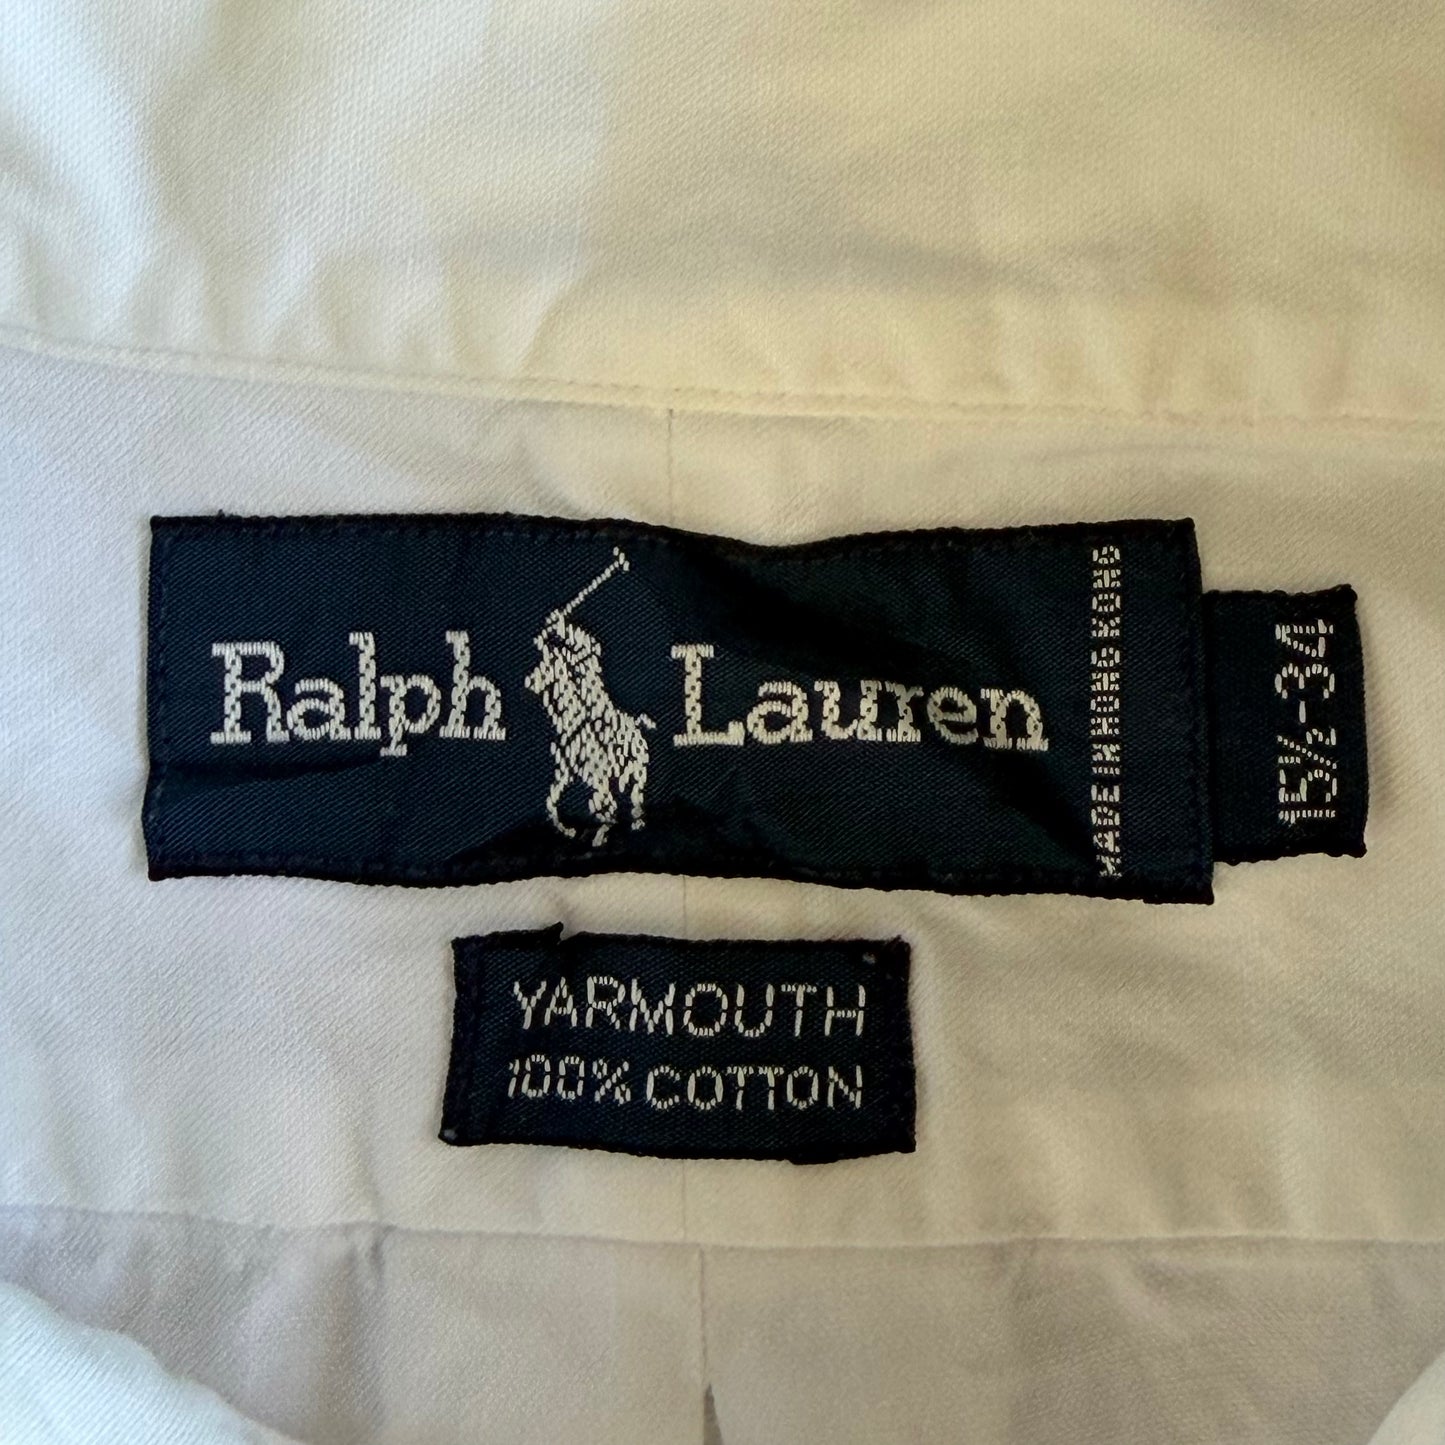 Ralph Lauren
MADE IN HONG KONG
15½-34
YARMOUTH
100% COTTON